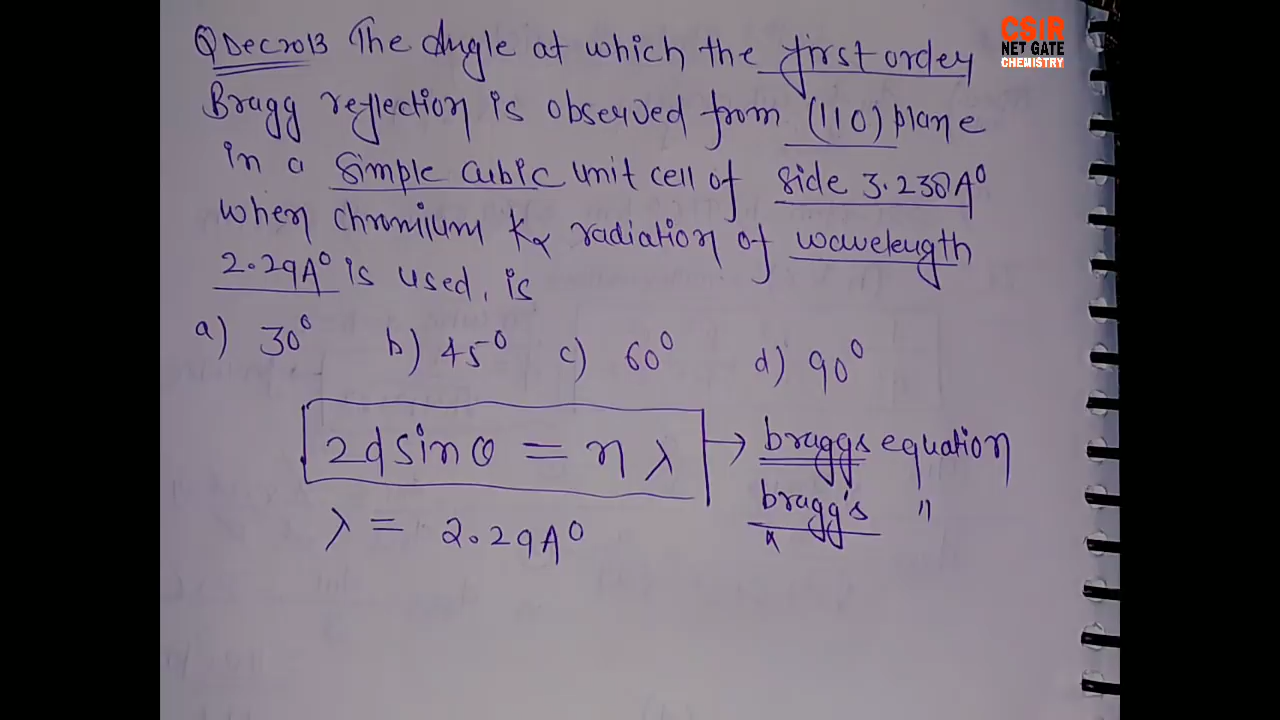 CSIR
NET GATE
CHEMISTRY
Q Dec2013 The Angle at which the first order
Bragg reflection is observed from (110) plane
in a simple cubic unit cell of side 3.238A°
when chromium Kα radiation of wavelength
2.29A° is used, is
a) 30° b) 45° c) 60° d) 90°
2d sin θ = n λ → braggs equation
bragg's "
λ = 2.29A°